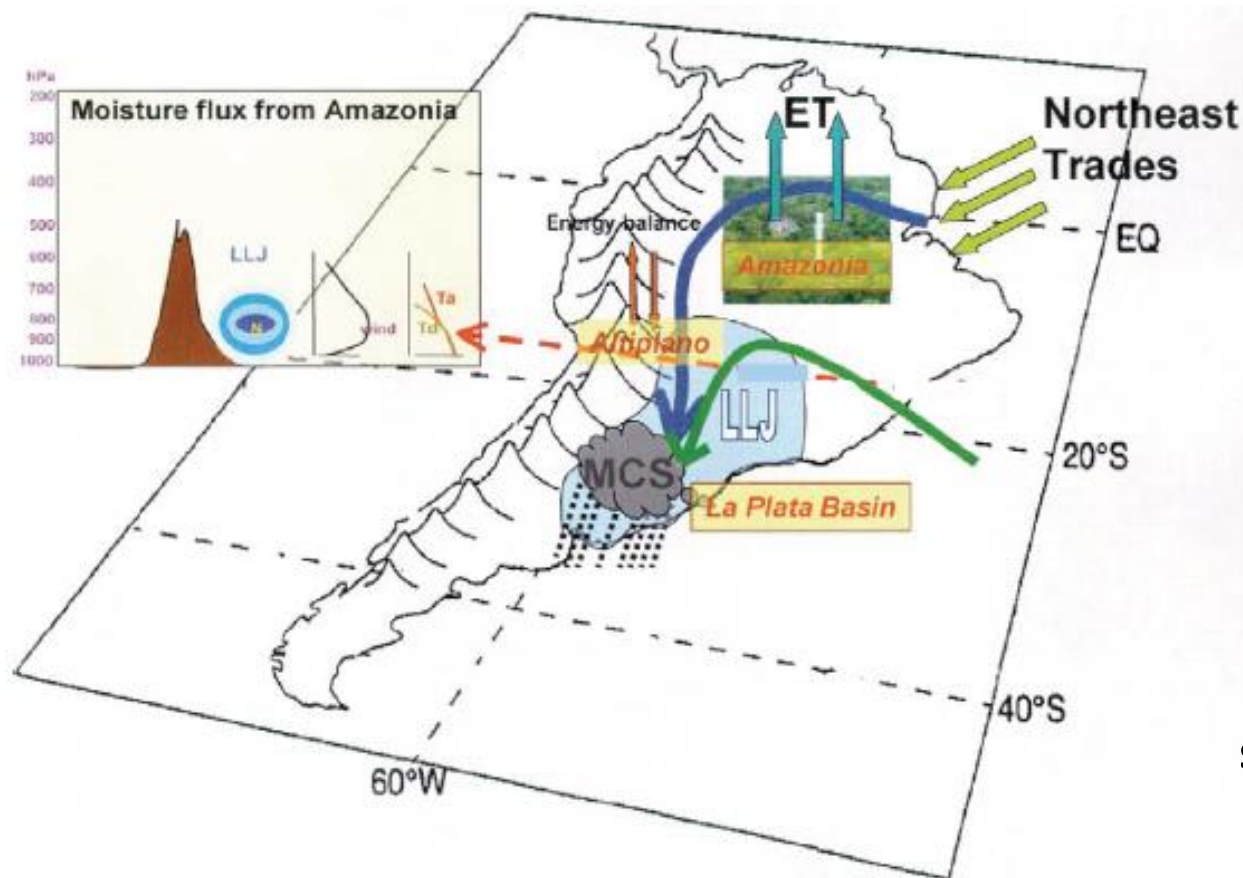 hPa
200
300
400
500
600
700
800
900
1000
Moisture flux from Amazonia
LLJ
N
wind
Ta
Td
ET
Northeast
Trades
Energy balance
Amazonia
EQ
Altiplano
LLJ
20°S
MCS
La Plata Basin
40°S
60°W